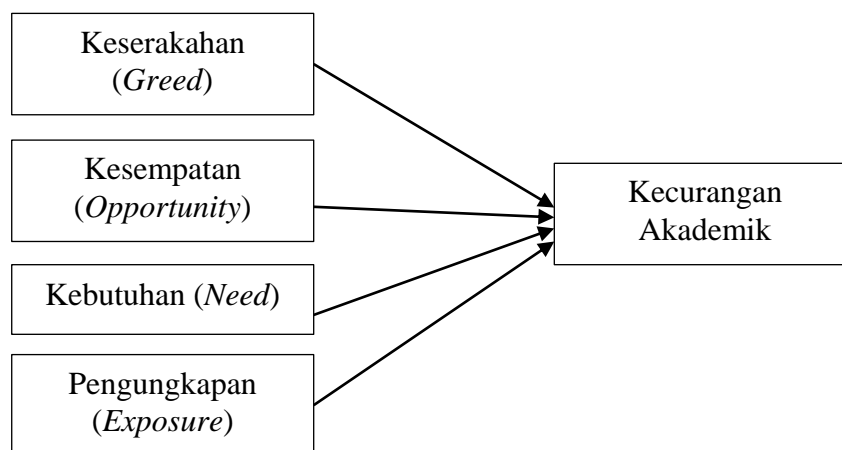 Keserakahan
(Greed)
Kesempatan
(Opportunity)
Kebutuhan (Need)
Pengungkapan
(Exposure)
Kecurangan
Akademik